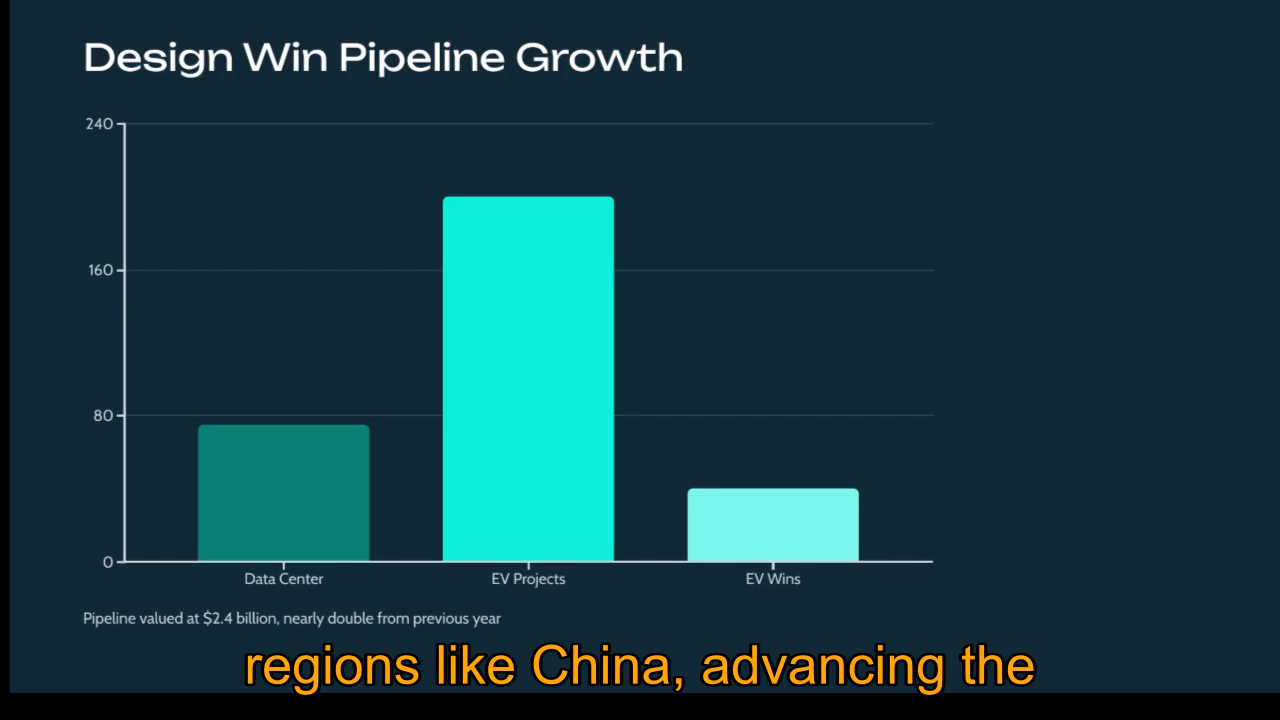 Design Win Pipeline Growth
240
160
80
0
Data Center EV Projects EV Wins
Pipeline valued at $2.4 billion, nearly double from previous year
regions like China, advancing the